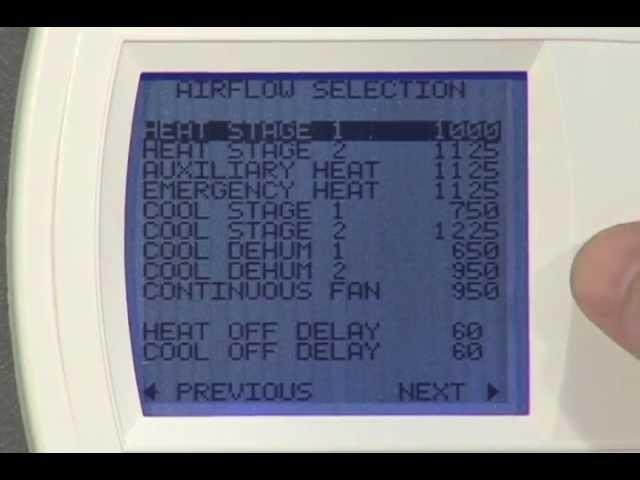 AIRFLOW SELECTION
HEAT STAGE 1 1000
HEAT STAGE 2 1125
AUXILIARY HEAT 1125
EMERGENCY HEAT 1125
COOL STAGE 1 750
COOL STAGE 2 1225
COOL DEHUM 1 650
COOL DEHUM 2 950
CONTINUOUS FAN 950
HEAT OFF DELAY 60
COOL OFF DELAY 60
PREVIOUS NEXT